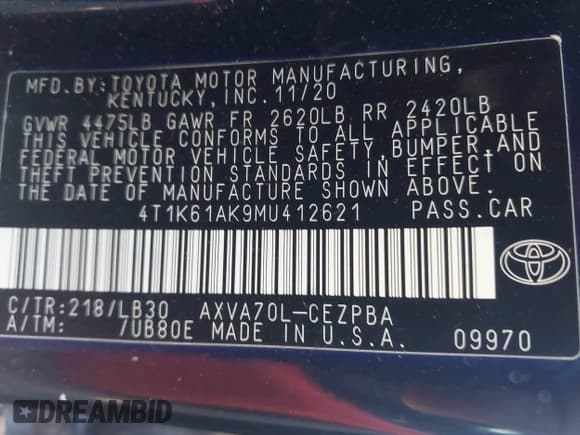 MFD.BY:TOYOTA MOTOR MANUFACTURING,
KENTUCKY,INC.11/20
GVWR 4475LB GAWR FR 2620LB RR 2420LB
THIS VEHICLE CONFORMS TO ALL APPLICABLE
FEDERAL MOTOR VEHICLE SAFETY,BUMPER,AND
THEFT PREVENTION STANDARDS IN EFFECT ON
THE DATE OF MANUFACTURE SHOWN ABOVE.
4T1K61AK9MU412621 PASS.CAR
C/TR:218/LB30 AXVA70L-CEZPBA
A/TM: /UB80E MADE IN U.S.A. 09970
DREAMBID